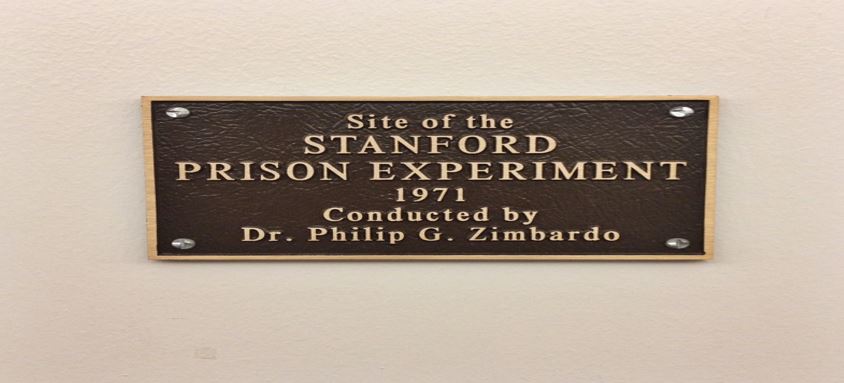 Site of the
STANFORD
PRISON EXPERIMENT
1971
Conducted by
Dr. Philip G. Zimbardo